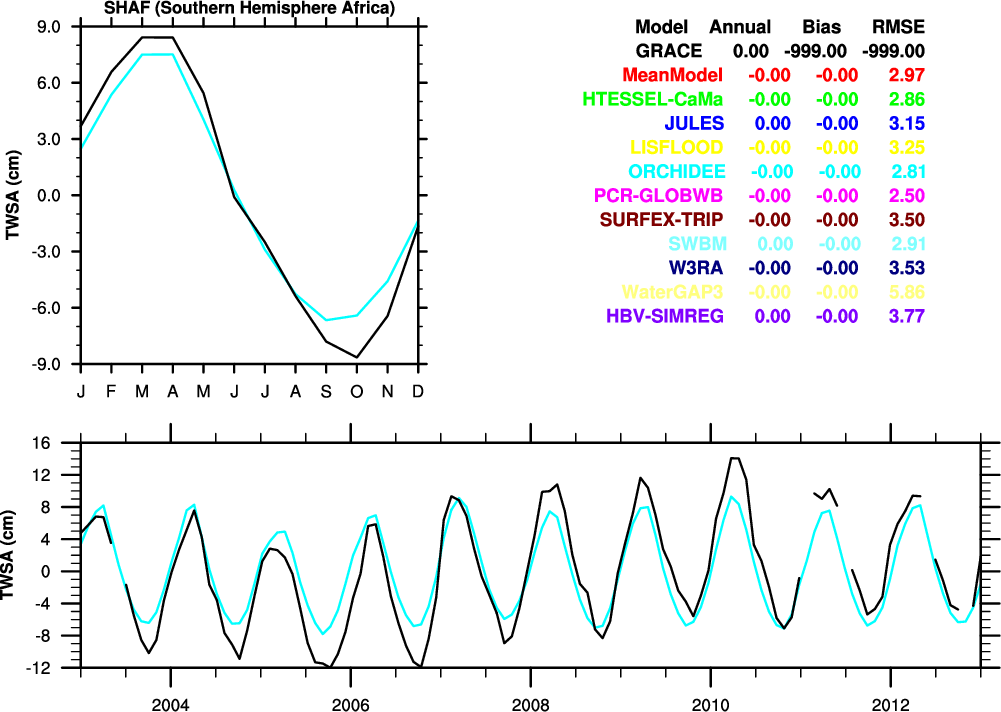 SHAF (Southern Hemisphere Africa)
9.0
6.0
3.0
0.0
-3.0
-6.0
-9.0
TWSA (cm)
J F M A M J J A S O N D
Model Annual Bias RMSE
GRACE 0.00 -999.00 -999.00
MeanModel -0.00 -0.00 2.97
HTESSEL-CaMa -0.00 -0.00 2.86
JULES 0.00 -0.00 3.15
LISFLOOD -0.00 -0.00 3.25
ORCHIDEE 0.00 -0.00 2.81
PCR-GLOBWB -0.00 -0.00 2.50
SURFEX-TRIP -0.00 -0.00 3.50
SWBM 0.00 -0.00 2.91
W3RA -0.00 -0.00 3.53
WaterGAP3 -0.00 -0.00 5.86
HBV-SIMREG 0.00 -0.00 3.77
16
12
8
4
0
-4
-8
-12
TWSA (cm)
2004 2006 2008 2010 2012